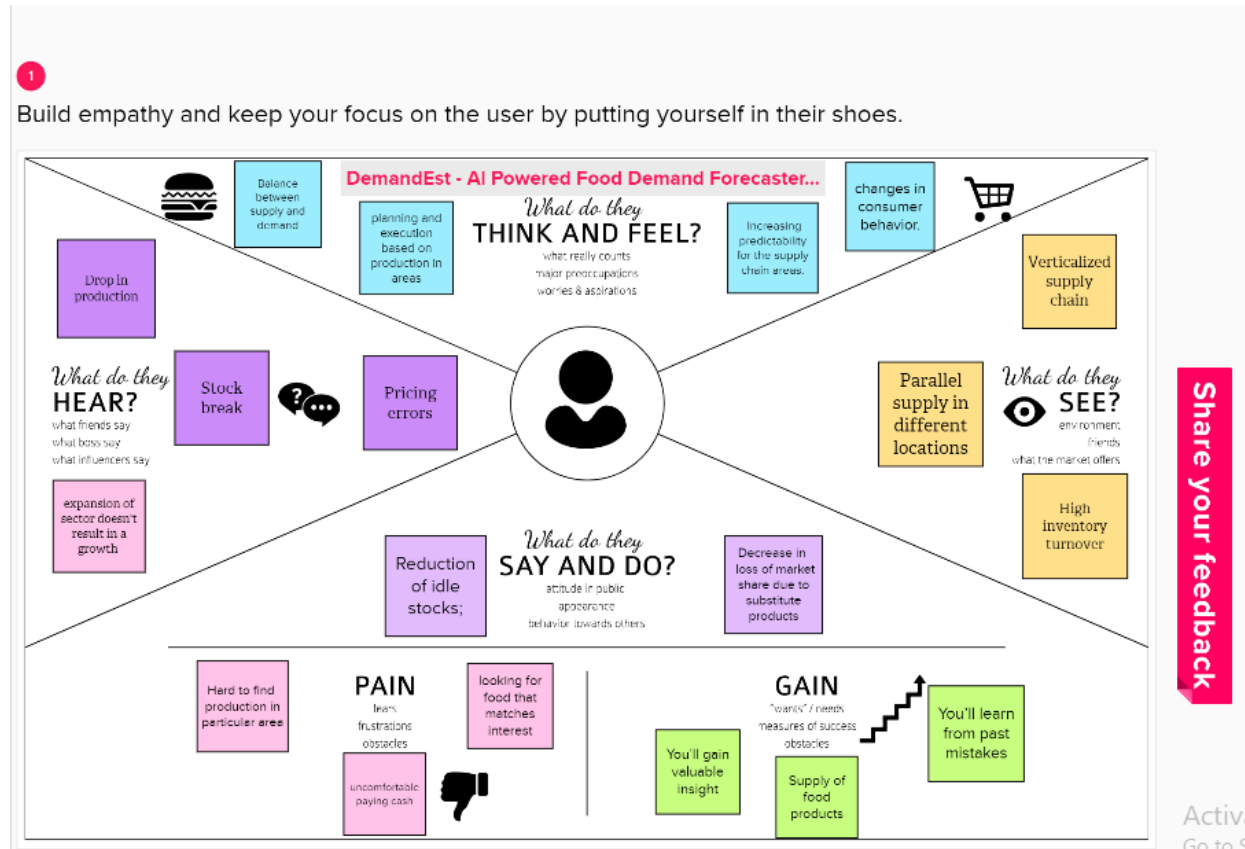 1
Build empathy and keep your focus on the user by putting yourself in their shoes.
DemandEst - AI Powered Food Demand Forecaster...
Balance
between
supply and
demand
planning and
execution
based on
production in
areas
What do they
THINK AND FEEL?
what really counts
major preoccupations
worries & aspirations
Increasing
predictability
for the supply
chain areas.
changes in
consumer
behavior.
Drop in
production
What do they
HEAR?
what friends say
what boss say
what influencers say
Stock
break
?
Pricing
errors
expansion of
sector doesn't
result in a
growth
Verticalized
supply
chain
Parallel
supply in
different
locations
What do they
SEE?
environment
friends
what the market offers
High
inventory
turnover
Reduction
of idle
stocks;
What do they
SAY AND DO?
attitude in public
appearance
behavior towards others
Decrease in
loss of market
share due to
substitute
products
Hard to find
production in
particular area
PAIN
fears
frustrations
obstacles
looking for
food that
matches
interest
uncomfortable
paying cash
GAIN
"wants" / needs
measures of success
obstacles
You'll gain
valuable
insight
Supply of
food
products
You'll learn
from past
mistakes
Share your feedback
Activa
Go to S